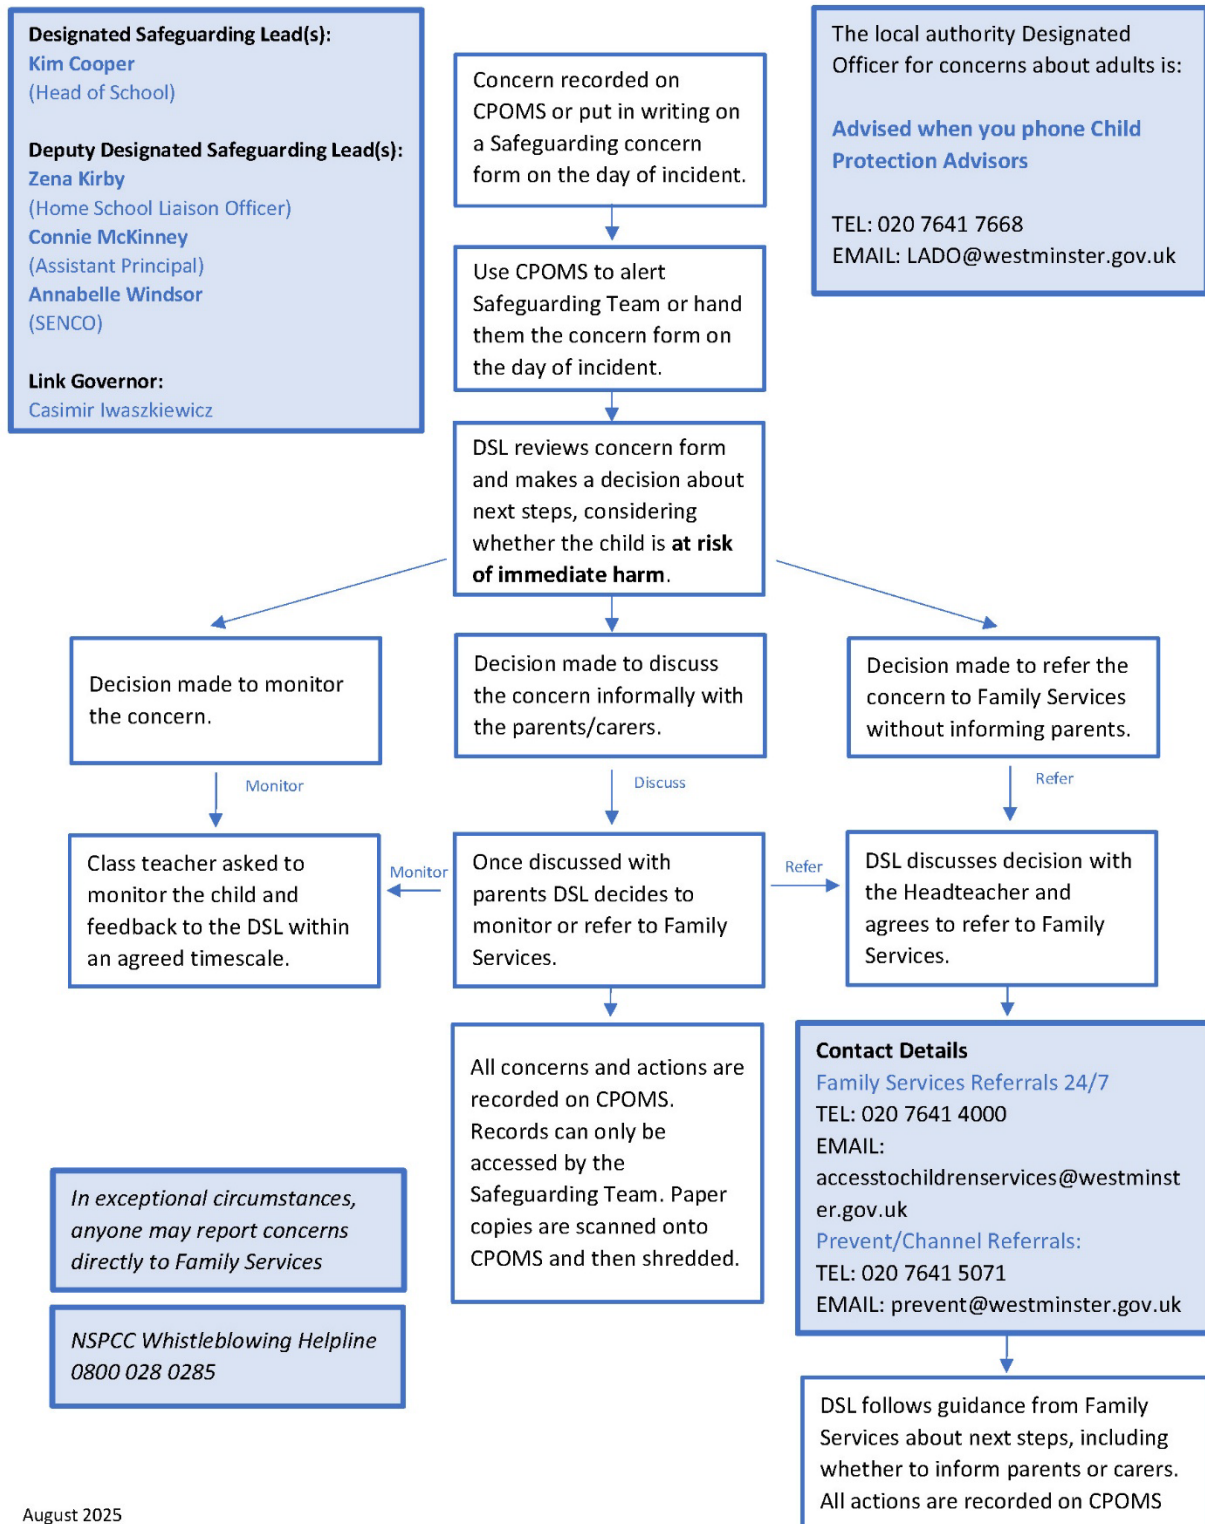 Designated Safeguarding Lead(s):
Kim Cooper
(Head of School)
Deputy Designated Safeguarding Lead(s):
Zena Kirby
(Home School Liaison Officer)
Connie McKinney
(Assistant Principal)
Annabelle Windsor
(SENCO)
Link Governor:
Casimir Iwaszkiewicz
Concern recorded on
CPOMS or put in writing on
a Safeguarding concern
form on the day of incident.
The local authority Designated
Officer for concerns about adults is:
Advised when you phone Child
Protection Advisors
TEL: 020 7641 7668
EMAIL: LADO@westminster.gov.uk
Use CPOMS to alert
Safeguarding Team or hand
them the concern form on
the day of incident.
DSL reviews concern form
and makes a decision about
next steps, considering
whether the child is at risk
of immediate harm.
Decision made to monitor
the concern.
Decision made to discuss
the concern informally with
the parents/carers.
Decision made to refer the
concern to Family Services
without informing parents.
Monitor
Discuss
Refer
Class teacher asked to
monitor the child and
feedback to the DSL within
an agreed timescale.
Monitor
Once discussed with
parents DSL decides to
monitor or refer to Family
Services.
Refer
DSL discusses decision with
the Headteacher and
agrees to refer to Family
Services.
All concerns and actions are
recorded on CPOMS.
Records can only be
accessed by the
Safeguarding Team. Paper
copies are scanned onto
CPOMS and then shredded.
Contact Details
Family Services Referrals 24/7
TEL: 020 7641 4000
EMAIL:
accesstochildrenservices@westminst
er.gov.uk
Prevent/Channel Referrals:
TEL: 020 7641 5071
EMAIL: prevent@westminster.gov.uk
In exceptional circumstances,
anyone may report concerns
directly to Family Services
NSPCC Whistleblowing Helpline
0800 028 0285
DSL follows guidance from Family
Services about next steps, including
whether to inform parents or carers.
All actions are recorded on CPOMS
August 2025